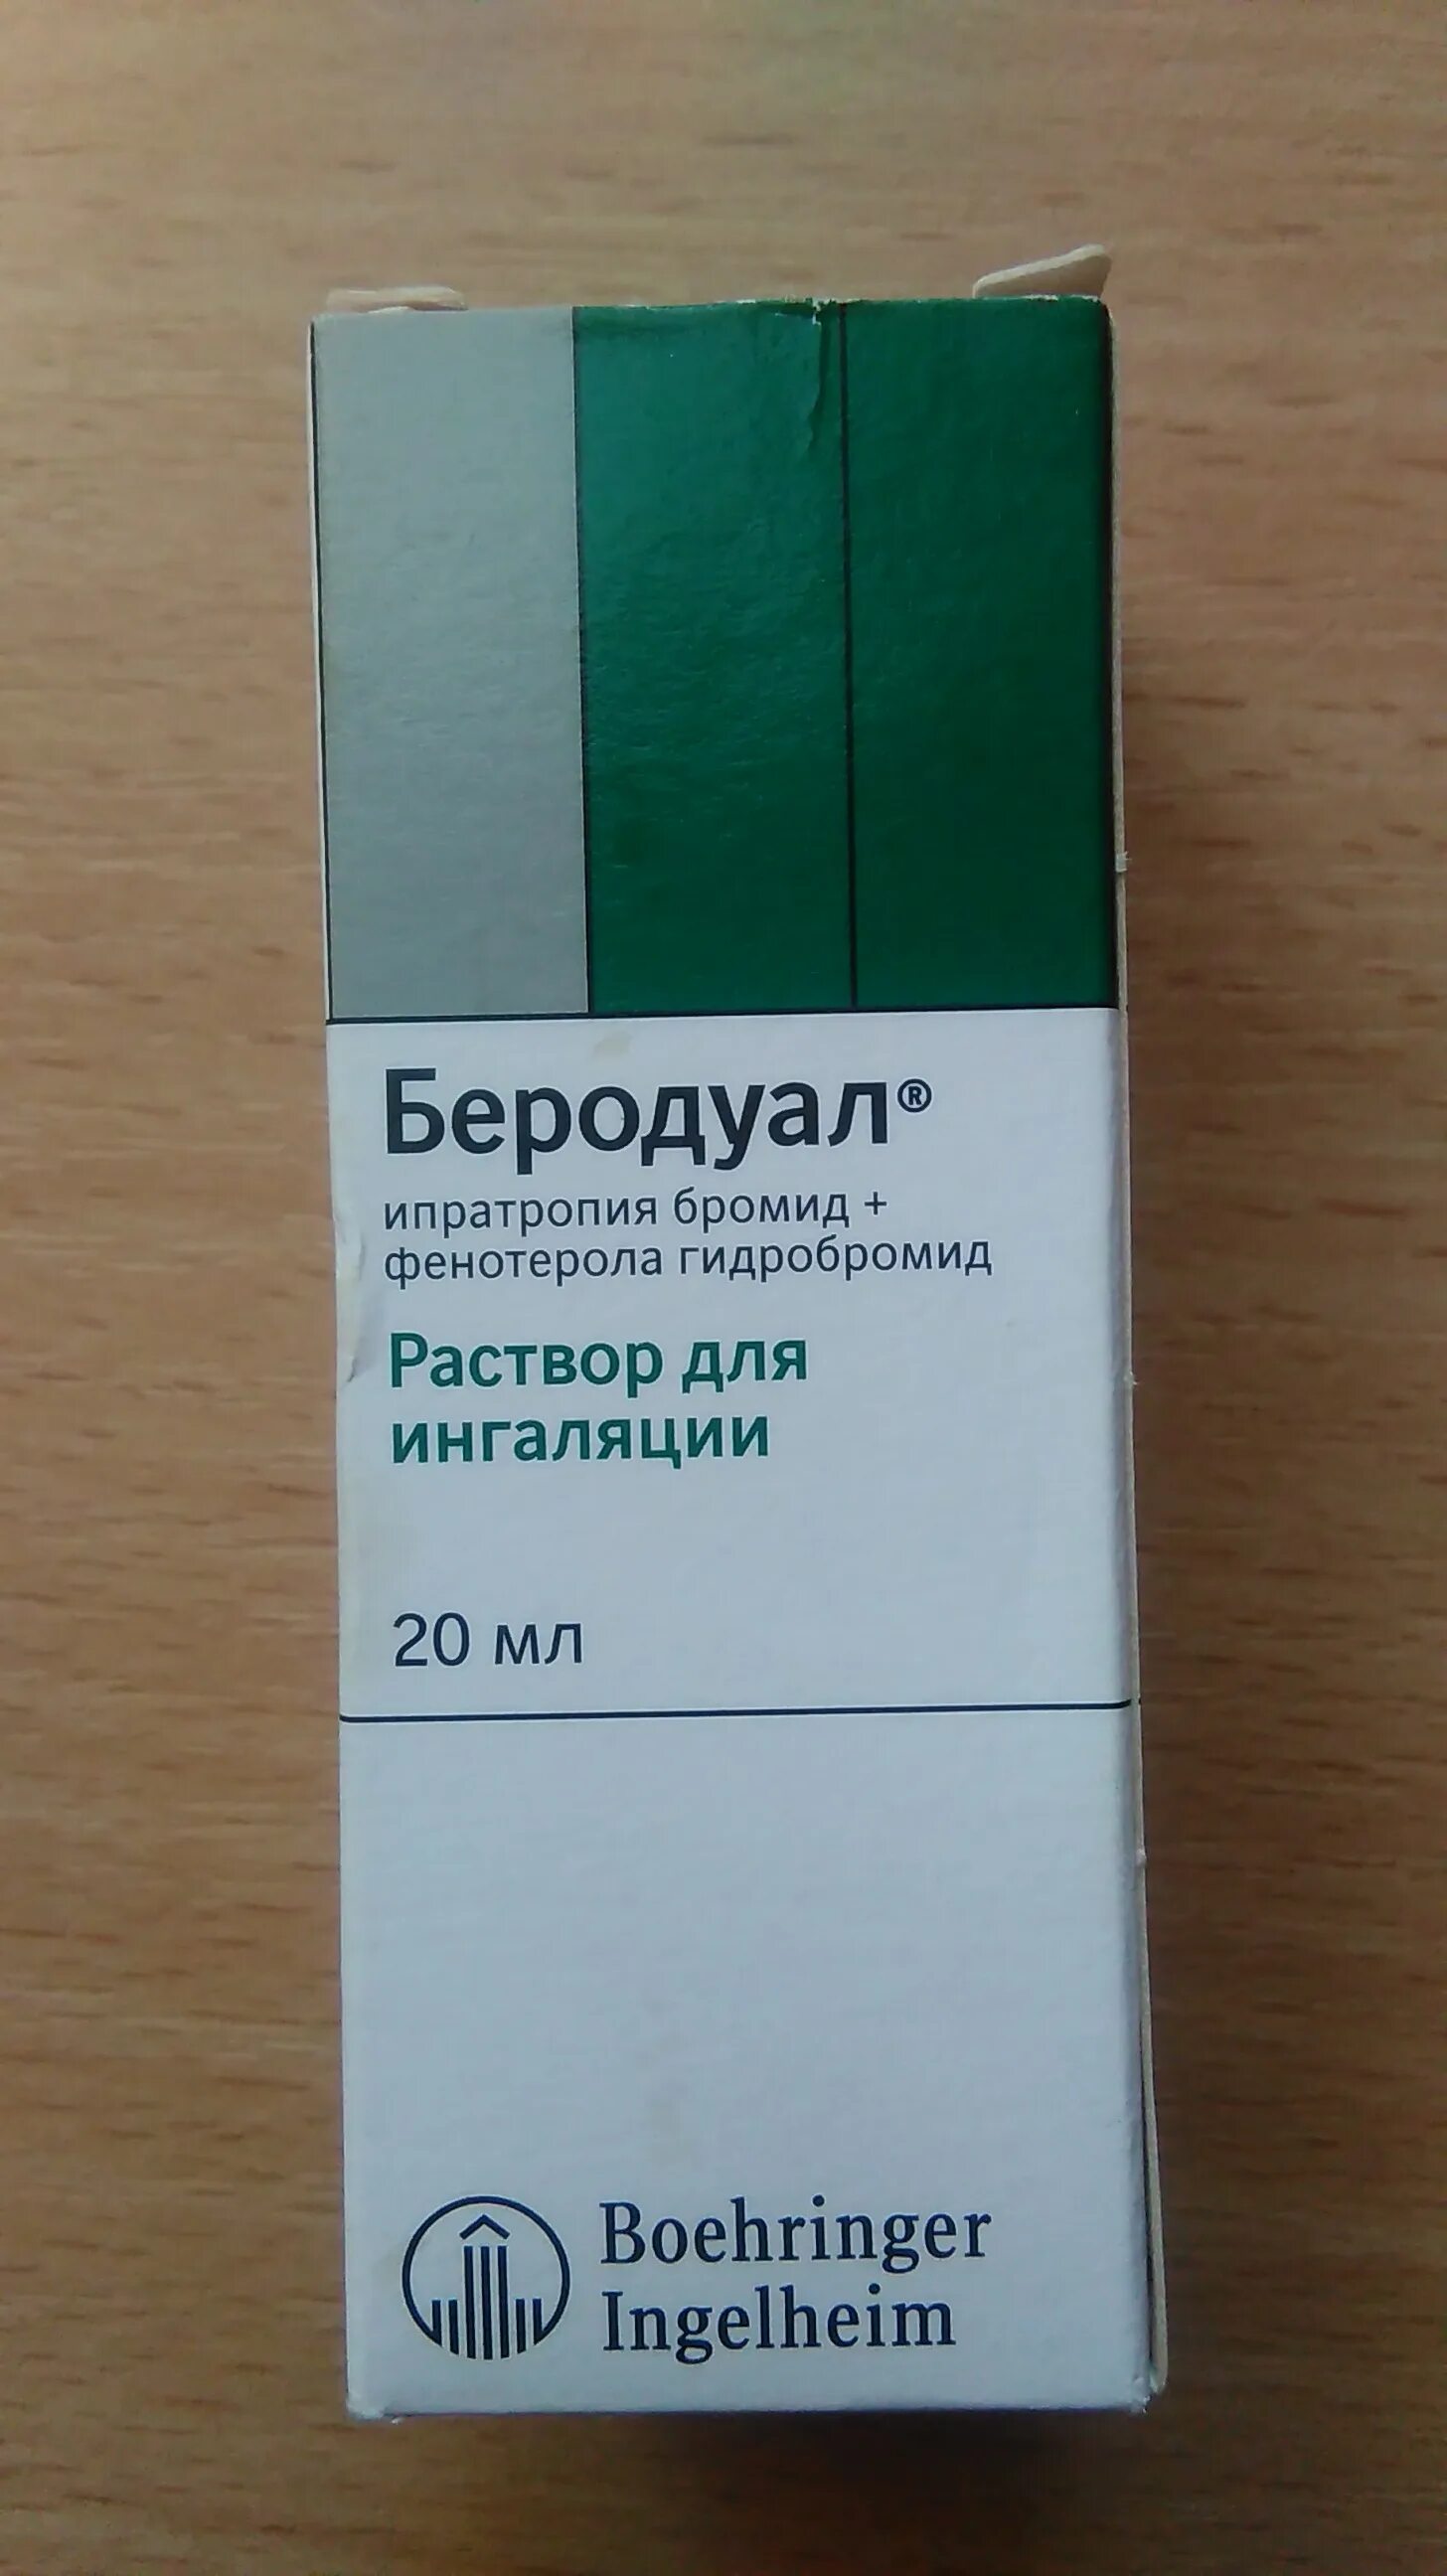 Беродуал®
ипратропия бромид +
фенотерола гидробромид
Раствор для
ингаляции
20 мл
Boehringer
Ingelheim